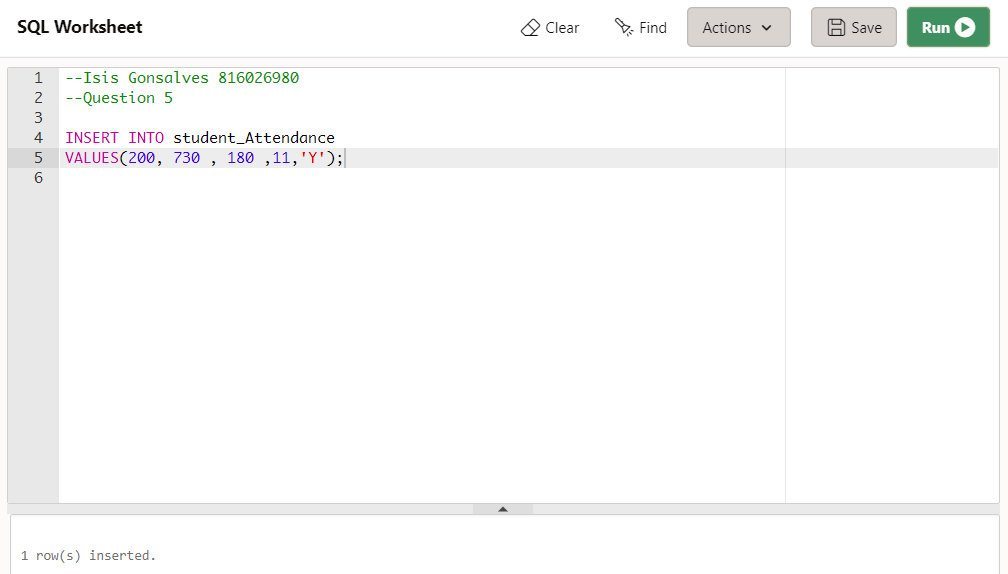 SQL Worksheet
Clear
Find
Actions
Save
Run
1 --Isis Gonsalves 816026980
2 --Question 5
3
4 INSERT INTO student_Attendance
5 VALUES(200, 730 , 180 ,11,'Y');
6
1 row(s) inserted.